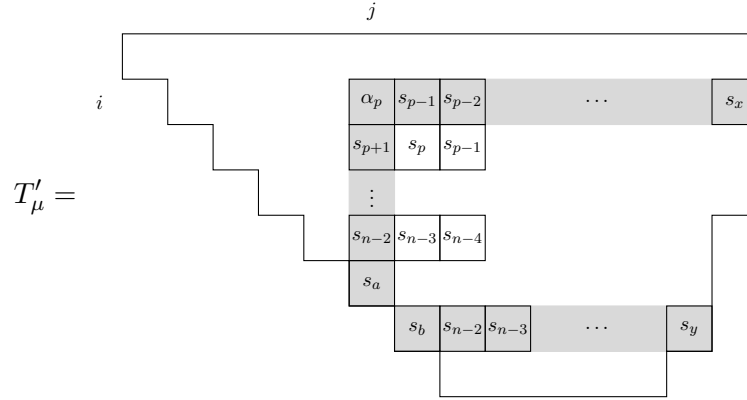 j
i
α_p s_{p−1} s_{p−2} ⋯ s_x
s_{p+1} s_p s_{p−1}
T′_μ =
⋮
s_{n−2} s_{n−3} s_{n−4}
s_a
s_b s_{n−2} s_{n−3} ⋯ s_y